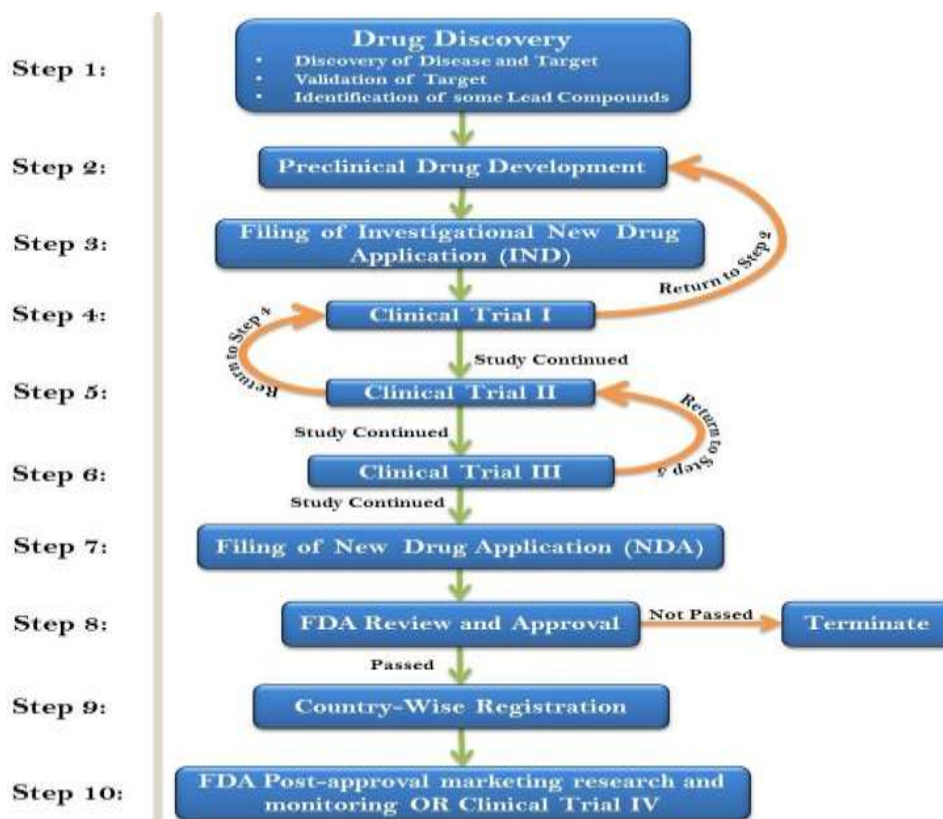 Step 1:
Drug Discovery
• Discovery of Disease and Target
• Validation of Target
• Identification of some Lead Compounds
Step 2:
Preclinical Drug Development
Step 3:
Filing of Investigational New Drug
Application (IND)
Return to Step 2
Step 4:
Clinical Trial I
Return to Step 4
Study Continued
Step 5:
Clinical Trial II
Return to Step 5
Study Continued
Step 6:
Clinical Trial III
Study Continued
Step 7:
Filing of New Drug Application (NDA)
Step 8:
FDA Review and Approval
Not Passed
Terminate
Passed
Step 9:
Country-Wise Registration
Step 10:
FDA Post-approval marketing research and
monitoring OR Clinical Trial IV